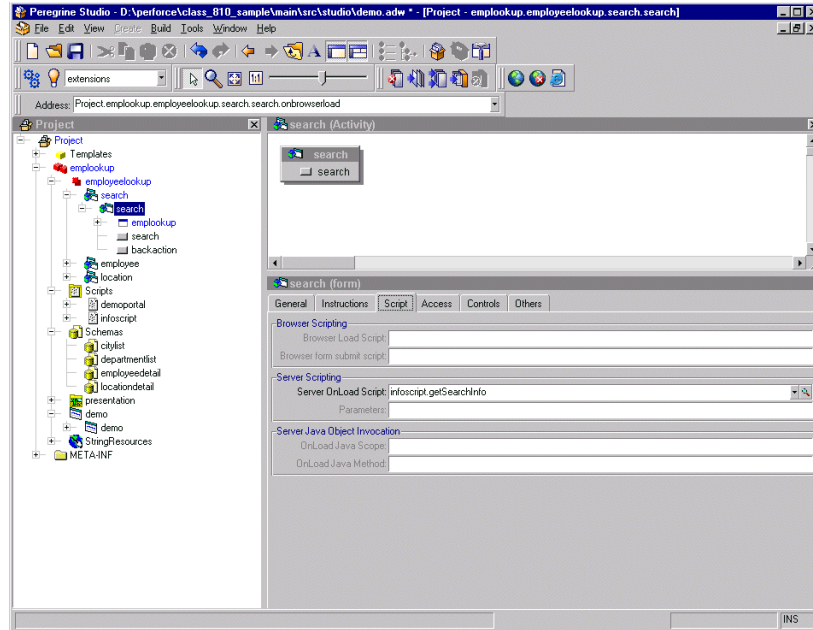 Peregrine Studio - D:\perforce\class_810_sample\main\src\studio\demo.adw * - [Project - emplookup.employeelookup.search.search]
File Edit View Create Build Tools Window Help
extensions
1:1
Address: Project.emplookup.employeelookup.search.search.onbrowserload
Project
search (Activity)
Project
Templates
emplookup
employeelookup
search
search
emplookup
search
backaction
employee
location
Scripts
demoportal
infoscript
Schemas
citylist
departmentlist
employeedetail
locationdetail
presentation
demo
demo
StringResources
META-INF
search
search
search (form)
General Instructions Script Access Controls Others
Browser Scripting
Browser Load Script:
Browser form submit script:
Server Scripting
Server OnLoad Script: infoscript.getSearchInfo
Parameters:
Server Java Object Invocation
OnLoad Java Scope:
OnLoad Java Method:
INS